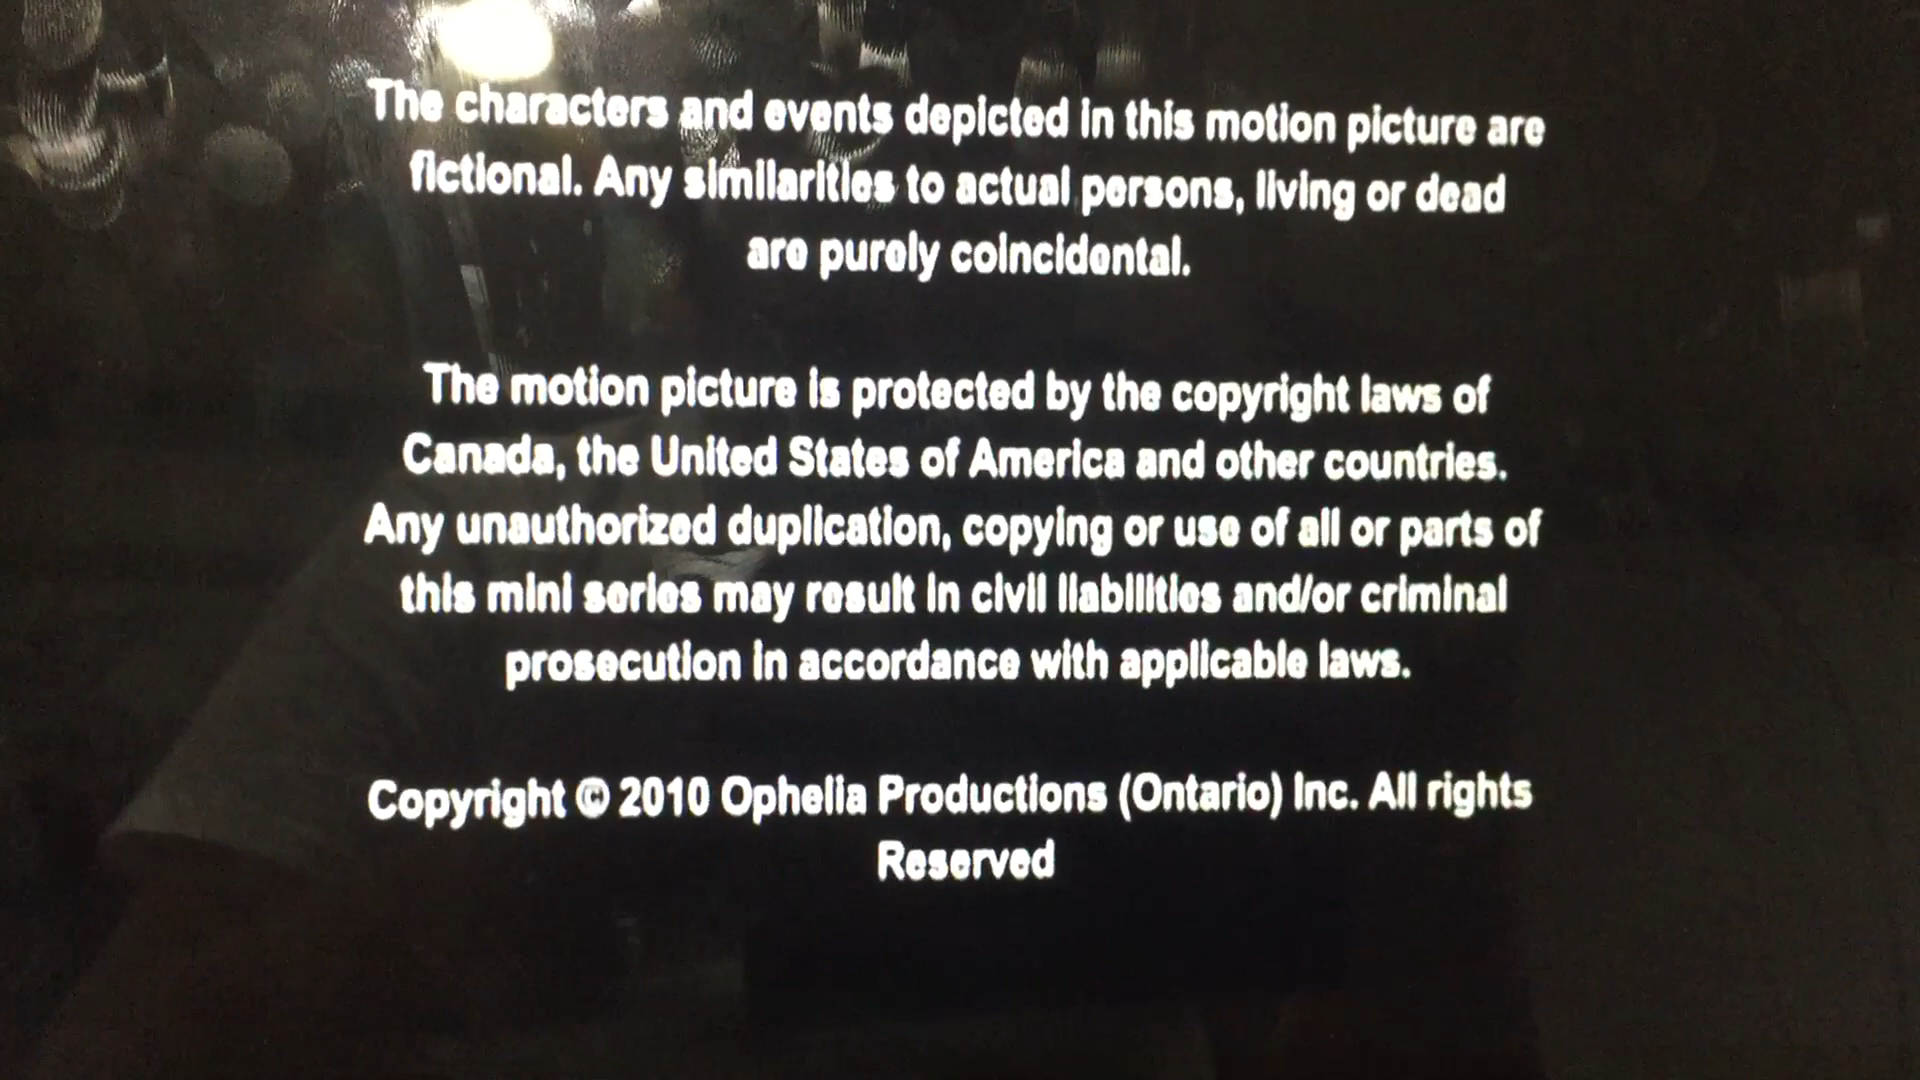 The characters and events depicted in this motion picture are
fictional. Any similarities to actual persons, living or dead
are purely coincidental.
The motion picture is protected by the copyright laws of
Canada, the United States of America and other countries.
Any unauthorized duplication, copying or use of all or parts of
this mini series may result in civil liabilities and/or criminal
prosecution in accordance with applicable laws.
Copyright © 2010 Ophelia Productions (Ontario) Inc. All rights
Reserved